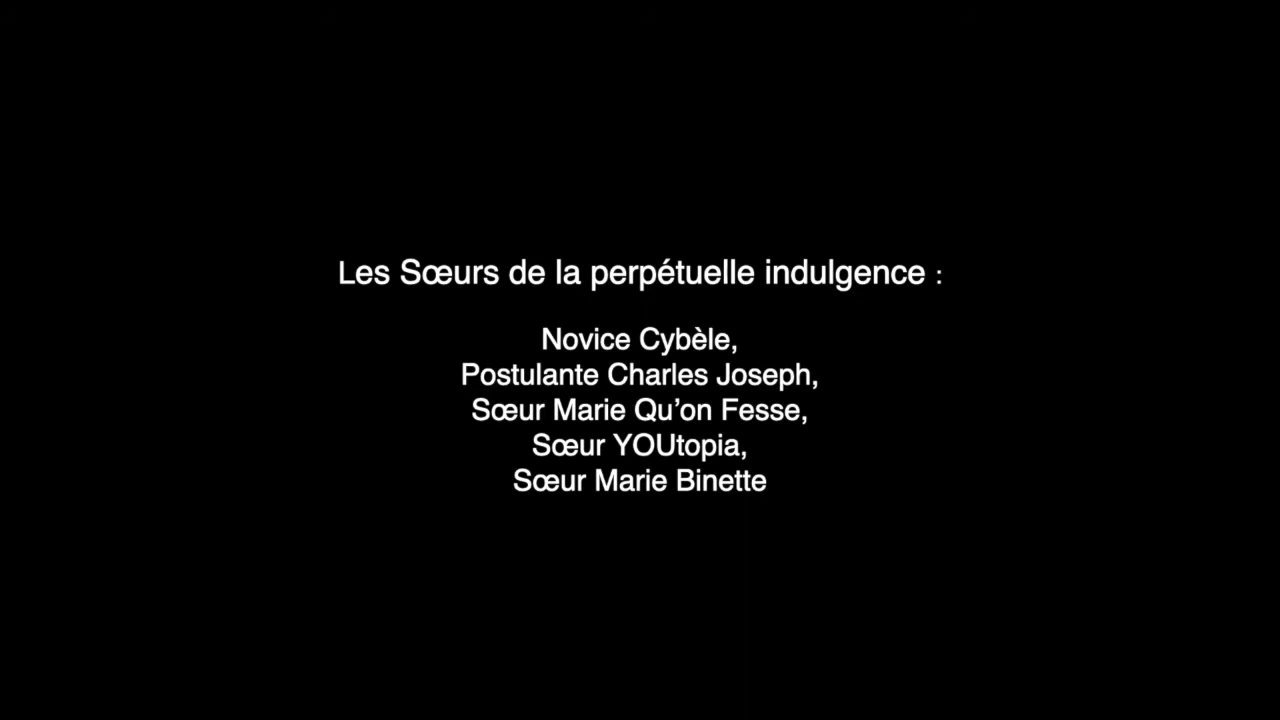 Les Sœurs de la perpétuelle indulgence :
Novice Cybèle,
Postulante Charles Joseph,
Sœur Marie Qu’on Fesse,
Sœur YOUtopia,
Sœur Marie Binette